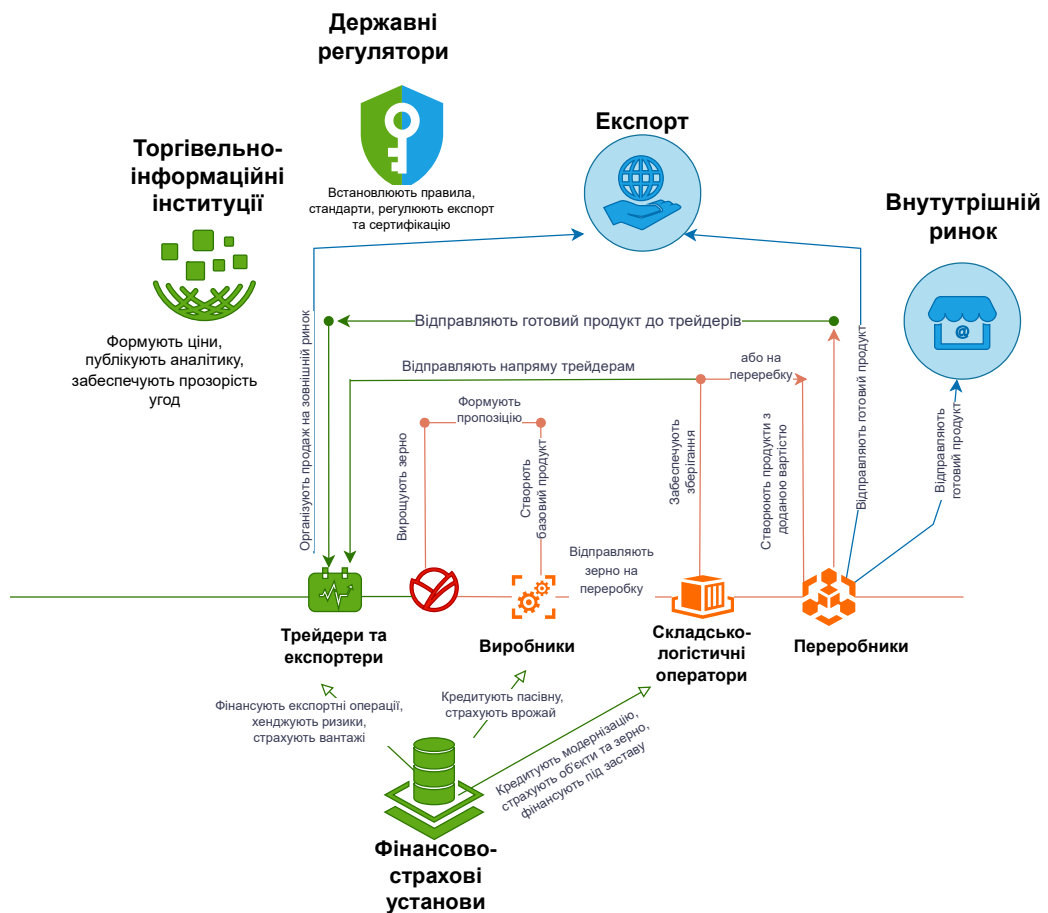 Державні
регулятори
Встановлюють правила,
стандарти, регулюють експорт
та сертифікацію
Експорт
Торгівельно-
інформаційні
інституції
Формують ціни,
публікують аналітику,
забеспечують прозорість
угод
Внутутрішній
ринок
Організують продаж на зовнішній ринок
Відправляють готовий продукт до трейдерів
Відправляють напряму трейдерам
або на
переребку
Формують
пропозицію
Вирощують зерно
Створють
базовий продукт
Забеспечують
зберігання
Створюють продукти з
доданою вартістю
Відправляють готовий продукт
Відправляють
готовий продукт
Відправляють
зерно на
переробку
Трейдери та
експортери
Виробники
Складсько-
логістичні
оператори
Переробники
Фінансують експортні операції,
хенджують ризики,
страхують вантажі
Кредитують пасівну,
страхують врожай
Кредитують модернізацію,
страхують об'єкти та зерно,
фінансують під заставу
Фінансово-
страхові
установи
@